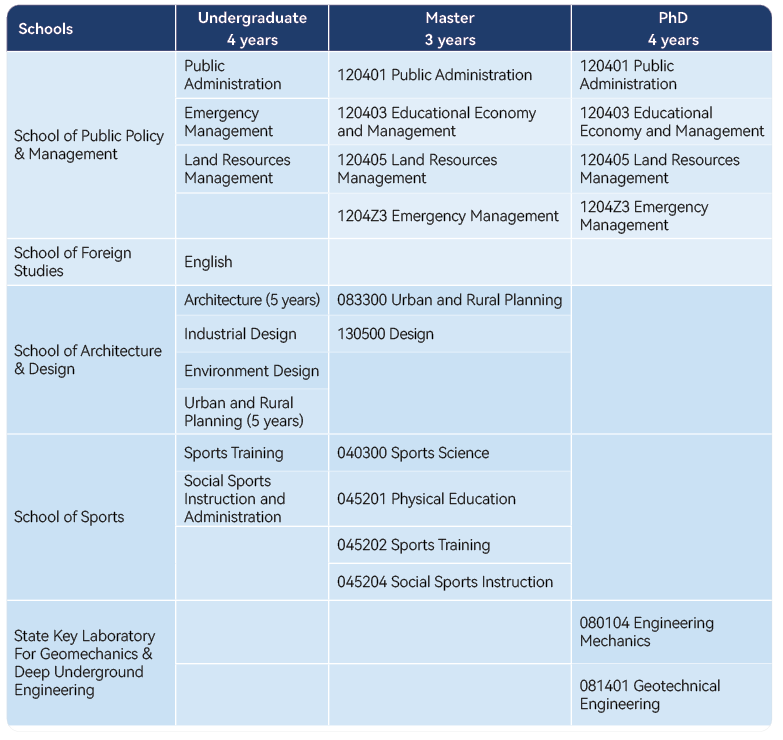 Schools
Undergraduate
4 years
Master
3 years
PhD
4 years
School of Public Policy
& Management
Public
Administration
120401 Public Administration
120401 Public
Administration
Emergency
Management
120403 Educational Economy
and Management
120403 Educational
Economy and Management
Land Resources
Management
120405 Land Resources
Management
120405 Land Resources
Management
1204Z3 Emergency Management
1204Z3 Emergency
Management
School of Foreign
Studies
English
School of Architecture
& Design
Architecture (5 years)
083300 Urban and Rural Planning
Industrial Design
130500 Design
Environment Design
Urban and Rural
Planning (5 years)
School of Sports
Sports Training
040300 Sports Science
Social Sports
Instruction and
Administration
045201 Physical Education
045202 Sports Training
045204 Social Sports Instruction
State Key Laboratory
For Geomechanics &
Deep Underground
Engineering
080104 Engineering
Mechanics
081401 Geotechnical
Engineering